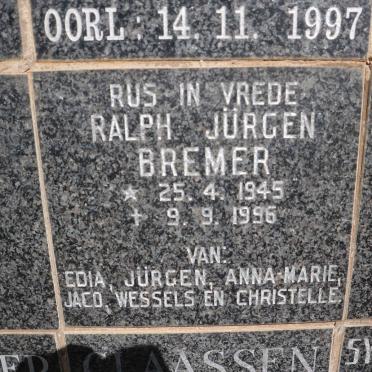 OORL: 14. 11. 1997
RUS IN VREDE
RALPH JÜRGEN
BREMER
* 25. 4. 1945
+ 9. 9. 1996
VAN:
EDIA, JÜRGEN, ANNA-MARIE,
JACO, WESSELS EN CHRISTELLE.
CLAASSEN